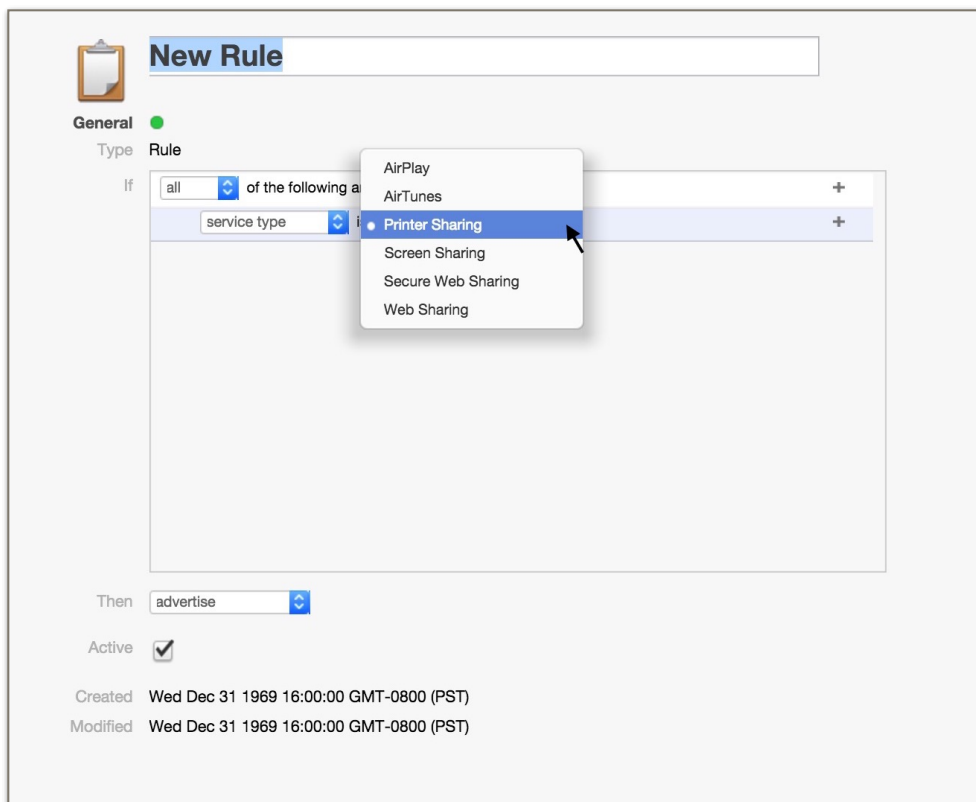 New Rule
General
Type Rule
If all of the following a
service type i
AirPlay
AirTunes
Printer Sharing
Screen Sharing
Secure Web Sharing
Web Sharing
Then advertise
Active
Created Wed Dec 31 1969 16:00:00 GMT-0800 (PST)
Modified Wed Dec 31 1969 16:00:00 GMT-0800 (PST)